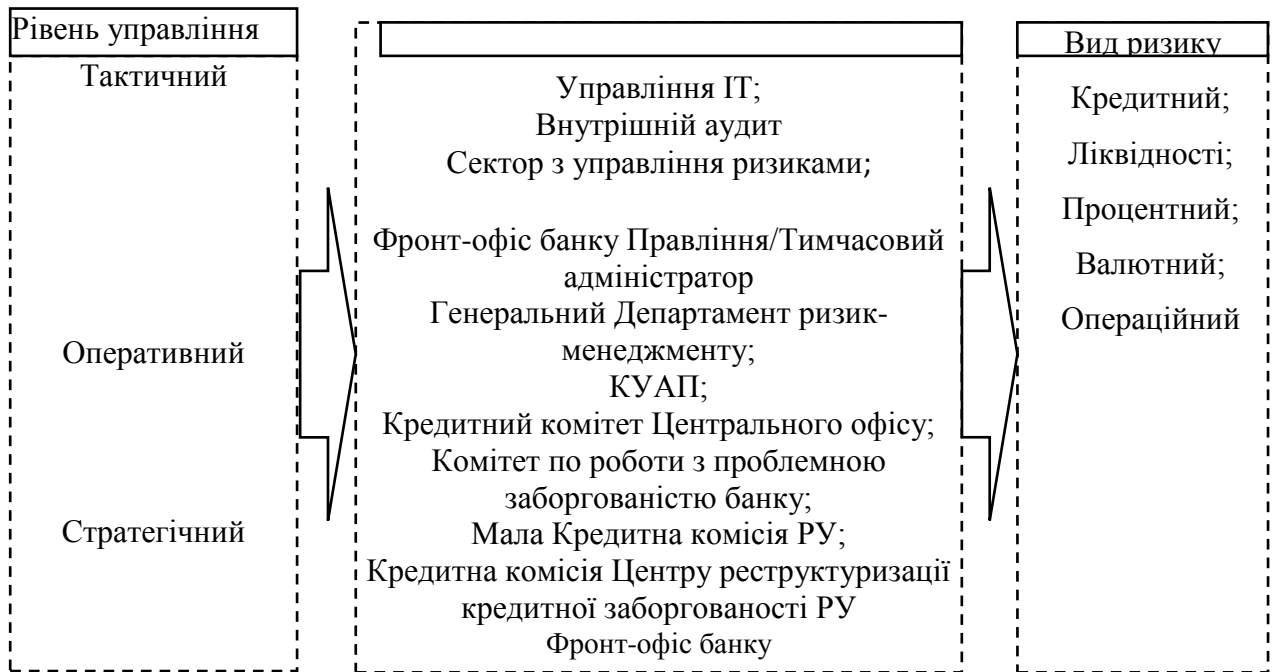 Рівень управління
Тактичний
Оперативний
Стратегічний
Управління ІТ;
Внутрішній аудит
Сектор з управління ризиками;
Фронт-офіс банку Правління/Тимчасовий
адміністратор
Генеральний Департамент ризик-
менеджменту;
КУАП;
Кредитний комітет Центрального офісу;
Комітет по роботи з проблемною
заборгованістю банку;
Мала Кредитна комісія РУ;
Кредитна комісія Центру реструктуризації
кредитної заборгованості РУ
Фронт-офіс банку
Вид ризику
Кредитний;
Ліквідності;
Процентний;
Валютний;
Операційний